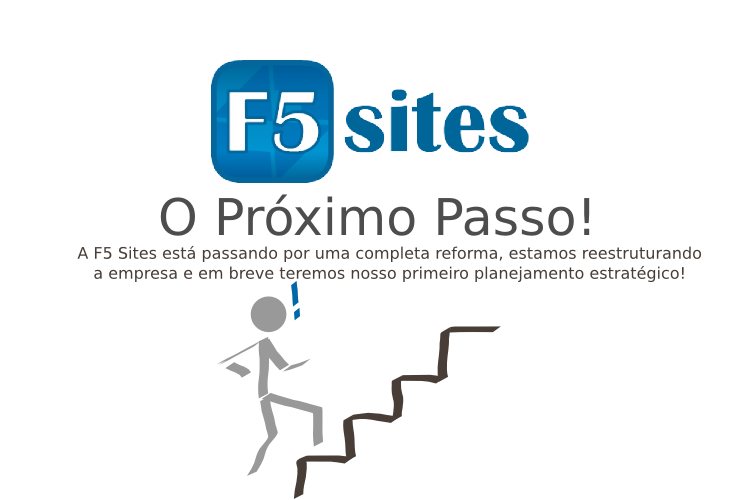 F5 sites
O Próximo Passo!
A F5 Sites está passando por uma completa reforma, estamos reestruturando
a empresa e em breve teremos nosso primeiro planejamento estratégico!
!